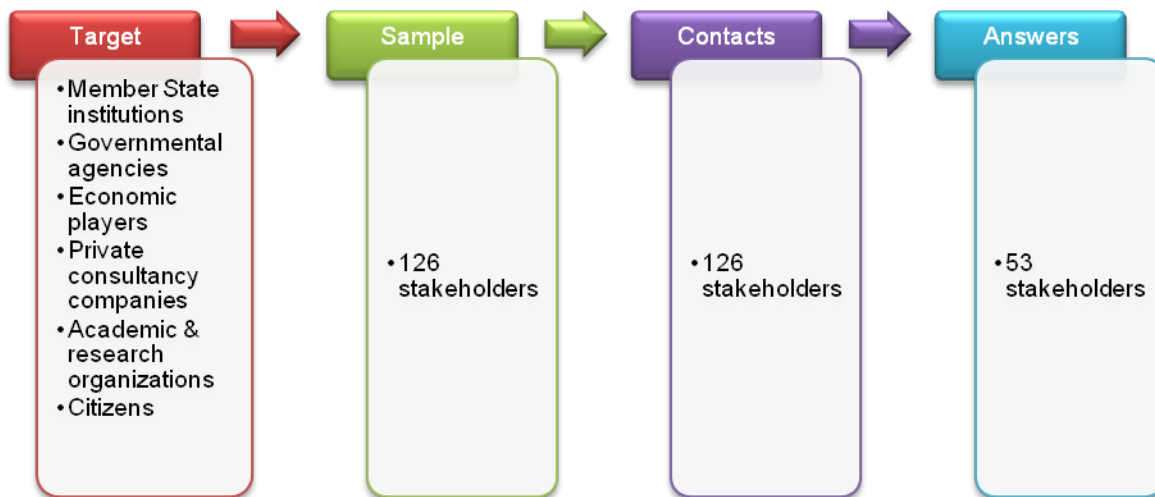 Target
•Member State
institutions
•Governmental
agencies
•Economic
players
•Private
consultancy
companies
•Academic &
research
organizations
•Citizens
Sample
•126
stakeholders
Contacts
•126
stakeholders
Answers
•53
stakeholders